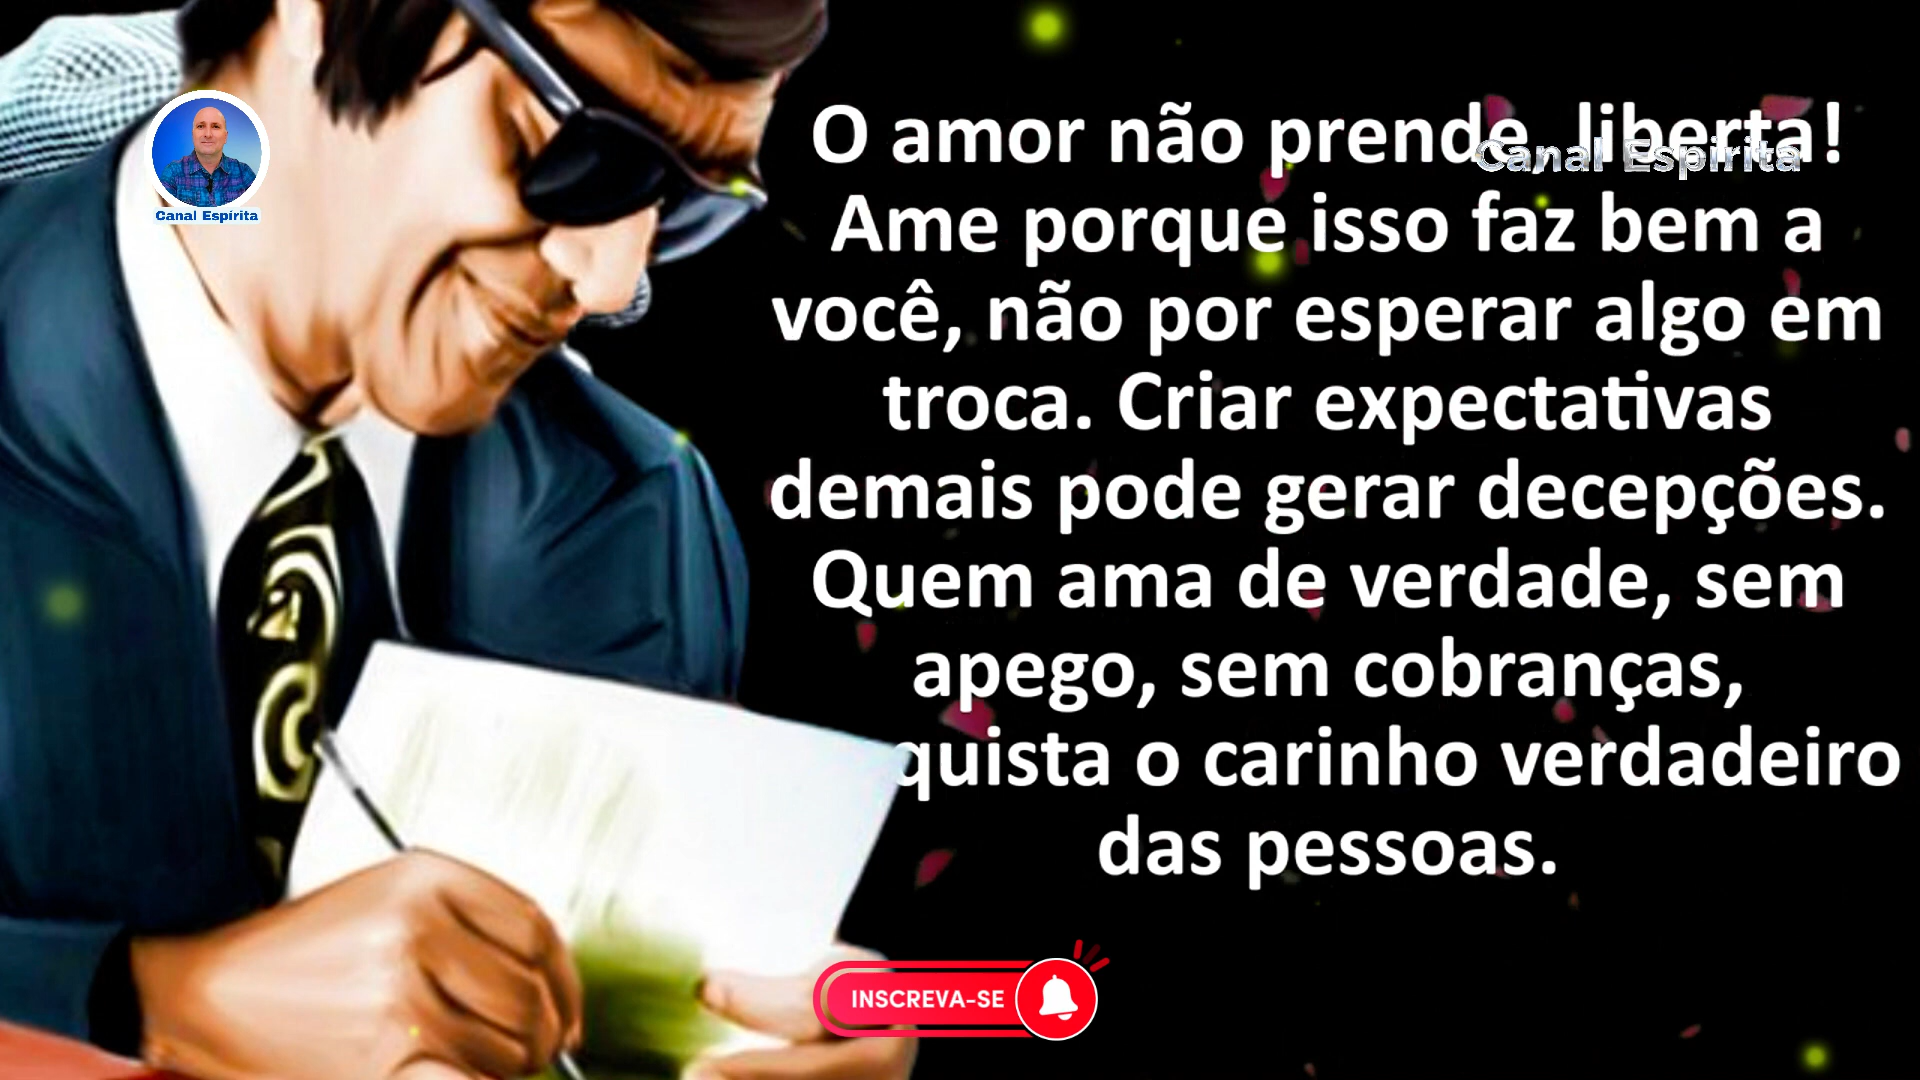 O amor não prende, liberta!
Canal Espírita
Ame porque isso faz bem a
você, não por esperar algo em
troca. Criar expectativas
demais pode gerar decepções.
Quem ama de verdade, sem
apego, sem cobranças,
quista o carinho verdadeiro
das pessoas.
Canal Espírita
INSCREVA-SE